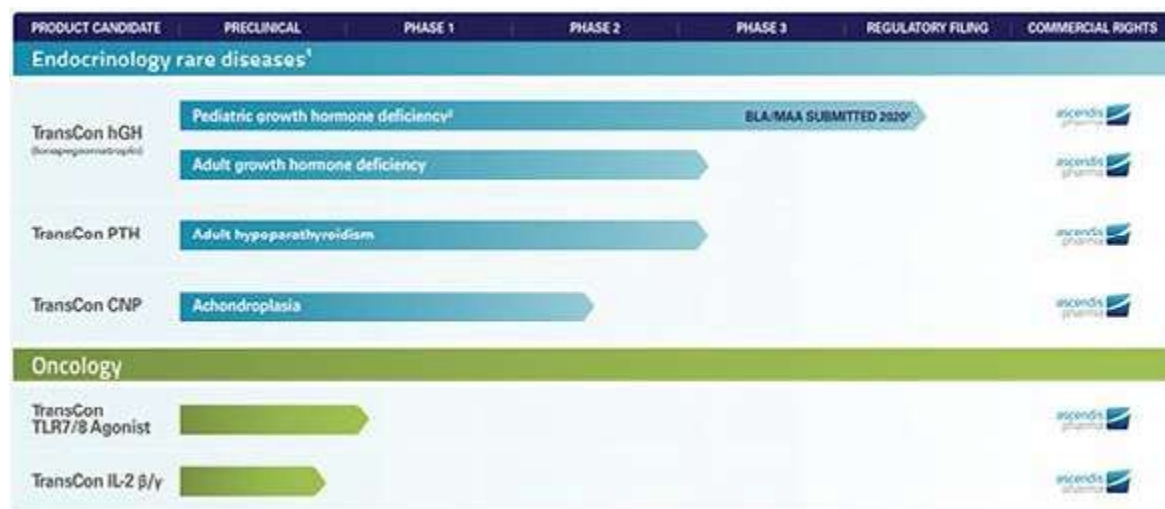 PRODUCT CANDIDATE PRECLINICAL PHASE 1 PHASE 2 PHASE 3 REGULATORY FILING COMMERCIAL RIGHTS
Endocrinology rare diseases¹
TransCon hGH
Pediatric growth hormone deficiency² BLA/MAA SUBMITTED 2020
ascendis
pharma
Adult growth hormone deficiency
ascendis
pharma
TransCon PTH Adult hypoparathyroidism
ascendis
pharma
TransCon CNP Achondroplasia
ascendis
pharma
Oncology
TransCon
TLR7/8 Agonist
ascendis
pharma
TransCon IL-2 β/γ
ascendis
pharma